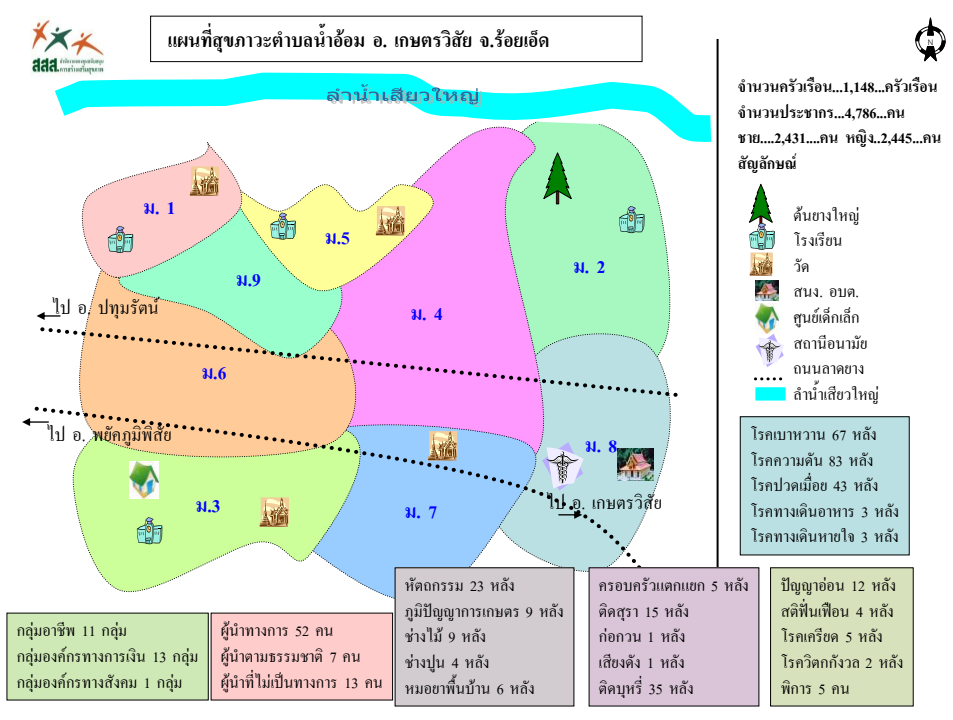 แผนที่สุขภาวะตำบลน้ำอ้อม อ. เกษตรวิสัย จ.ร้อยเอ็ด
สสส.
N
ลำน้ำเสียวใหญ่
จำนวนครัวเรือน...1,148...ครัวเรือน
จำนวนประชากร...4,786...คน
ชาย....2,431....คน หญิง..2,445...คน
สัญลักษณ์
ต้นยางใหญ่
โรงเรียน
วัด
สนง. อบต.
ศูนย์เด็กเล็ก
สถานีอนามัย
ถนนลาดยาง
ลำน้ำเสียวใหญ่
ม. 1
ม.5
ม. 2
ม.9
ม. 4
ไป อ. ปทุมรัตน์
ม.6
ไป อ. พยัคภูมิพิสัย
ม. 8
ม.3
ม. 7
ไป อ. เกษตรวิสัย
โรคเบาหวาน 67 หลัง
โรคความดัน 83 หลัง
โรคปวดเมื่อย 43 หลัง
โรคทางเดินอาหาร 3 หลัง
โรคทางเดินหายใจ 3 หลัง
กลุ่มอาชีพ 11 กลุ่ม
กลุ่มองค์กรทางการเงิน 13 กลุ่ม
กลุ่มองค์กรทางสังคม 1 กลุ่ม
ผู้นำทางการ 52 คน
ผู้นำตามธรรมชาติ 7 คน
ผู้นำที่ไม่เป็นทางการ 13 คน
หัตถกรรม 23 หลัง
ภูมิปัญญาการเกษตร 9 หลัง
ช่างไม้ 9 หลัง
ช่างปูน 4 หลัง
หมอยาพื้นบ้าน 6 หลัง
ครอบครัวแตกแยก 5 หลัง
ติดสุรา 15 หลัง
ก่อกวน 1 หลัง
เสียงดัง 1 หลัง
ติดบุหรี่ 35 หลัง
ปัญญาอ่อน 12 หลัง
สติฟั่นเฟือน 4 หลัง
โรคเครียด 5 หลัง
โรควิตกกังวล 2 หลัง
พิการ 5 คน